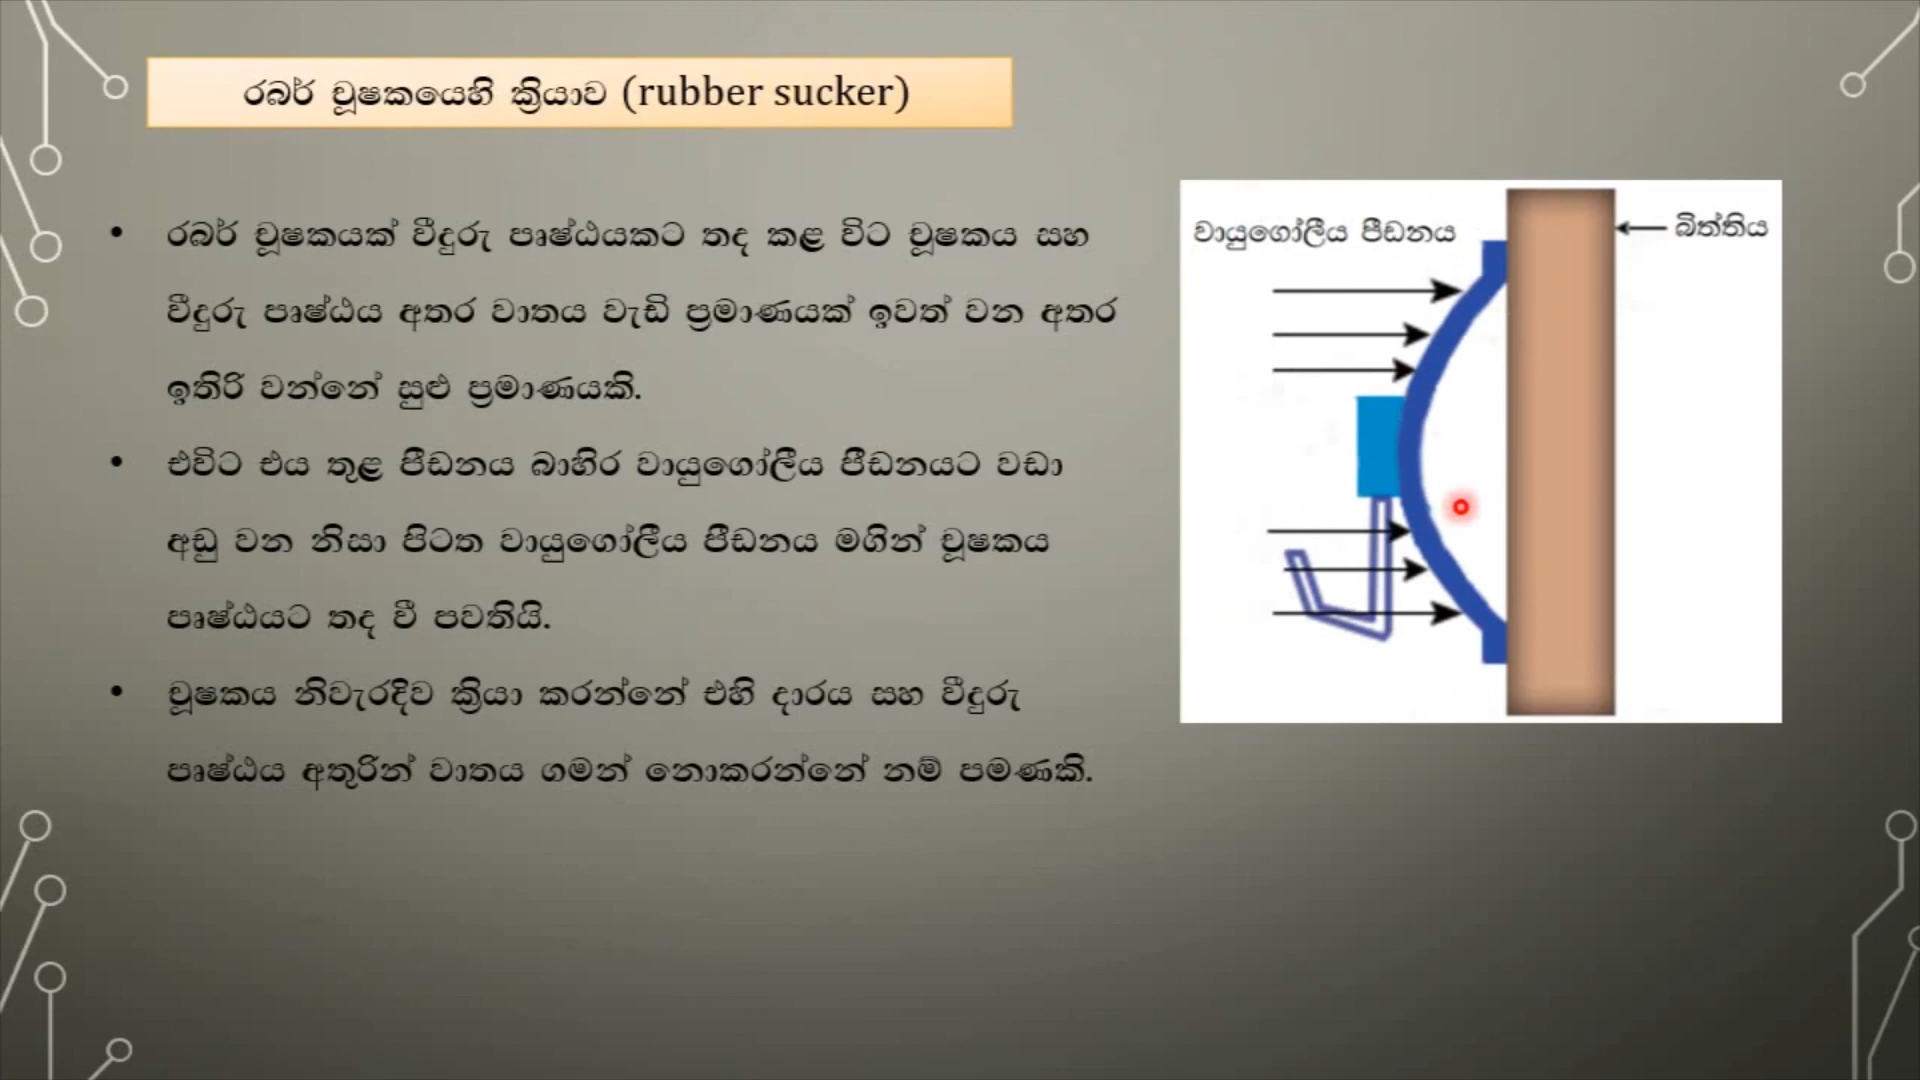 රබර් චූෂකයෙහි ක්‍රියාව (rubber sucker)
• රබර් චූෂකයක් වීදුරු පෘෂ්ඨයකට තද කළ විට චූෂකය සහ
වීදුරු පෘෂ්ඨය අතර වාතය වැඩි ප්‍රමාණයක් ඉවත් වන අතර
ඉතිරි වන්නේ සුළු ප්‍රමාණයකි.
• එවිට එය තුළ පීඩනය බාහිර වායුගෝලීය පීඩනයට වඩා
අඩු වන නිසා පිටත වායුගෝලීය පීඩනය මගින් චූෂකය
පෘෂ්ඨයට තද වී පවතියි.
• චූෂකය නිවැරදිව ක්‍රියා කරන්නේ එහි දාරය සහ වීදුරු
පෘෂ්ඨය අතුරින් වාතය ගමන් නොකරන්නේ නම් පමණකි.
වායුගෝලීය පීඩනය
බිත්තිය